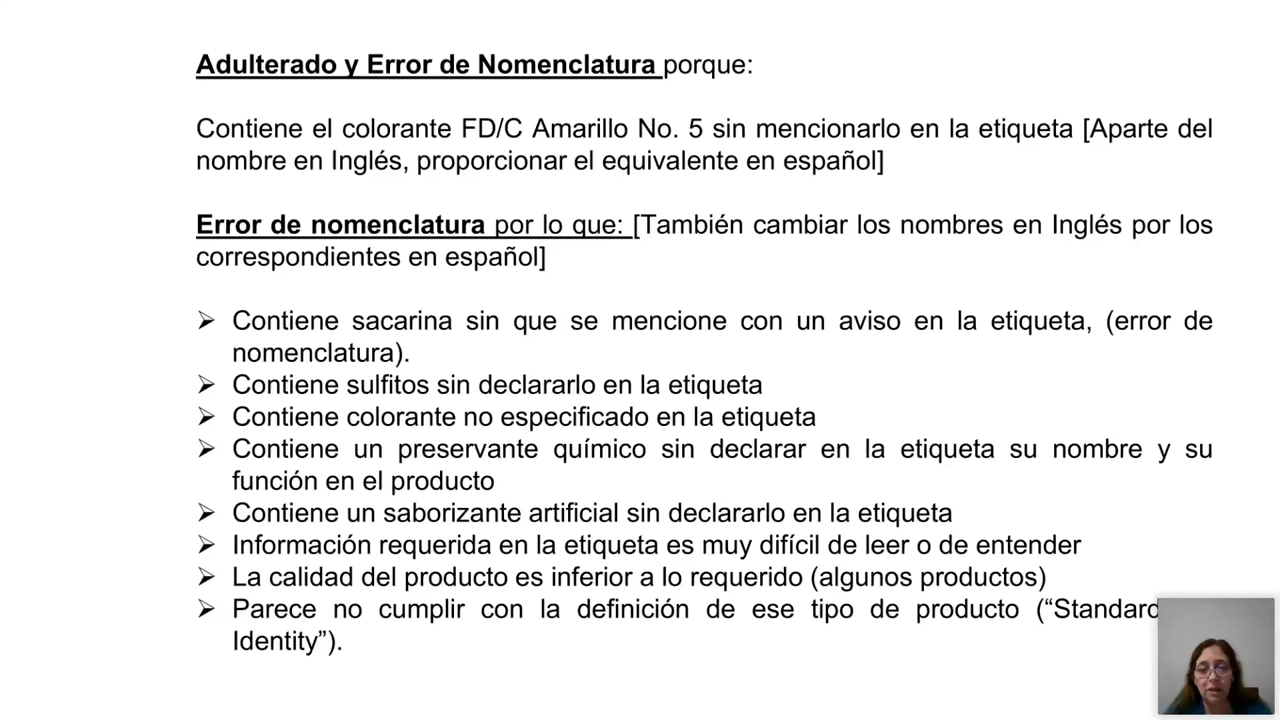 Adulterado y Error de Nomenclatura porque:
Contiene el colorante FD/C Amarillo No. 5 sin mencionarlo en la etiqueta [Aparte del
nombre en Inglés, proporcionar el equivalente en español]
Error de nomenclatura por lo que: [También cambiar los nombres en Inglés por los
correspondientes en español]
➢ Contiene sacarina sin que se mencione con un aviso en la etiqueta, (error de
nomenclatura).
➢ Contiene sulfitos sin declararlo en la etiqueta
➢ Contiene colorante no especificado en la etiqueta
➢ Contiene un preservante químico sin declarar en la etiqueta su nombre y su
función en el producto
➢ Contiene un saborizante artificial sin declararlo en la etiqueta
➢ Información requerida en la etiqueta es muy difícil de leer o de entender
➢ La calidad del producto es inferior a lo requerido (algunos productos)
➢ Parece no cumplir con la definición de ese tipo de producto (“Standard
Identity”).